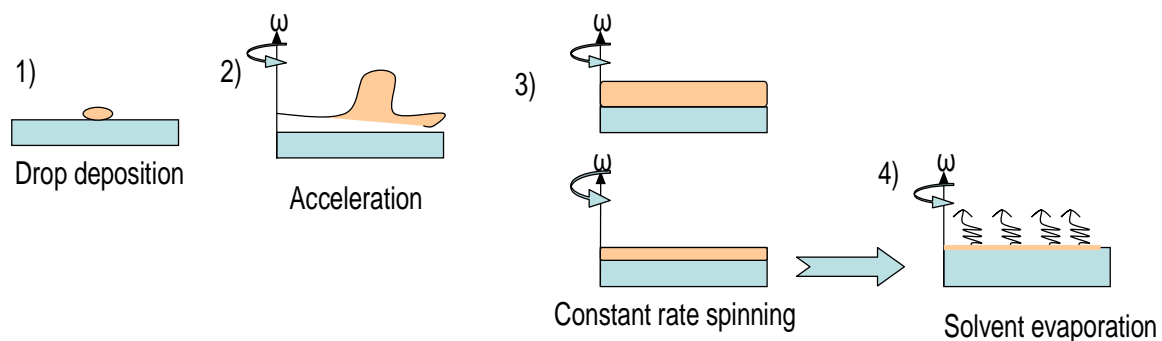 1)
Drop deposition
2)
ω
Acceleration
3)
ω
ω
Constant rate spinning
4)
ω
Solvent evaporation